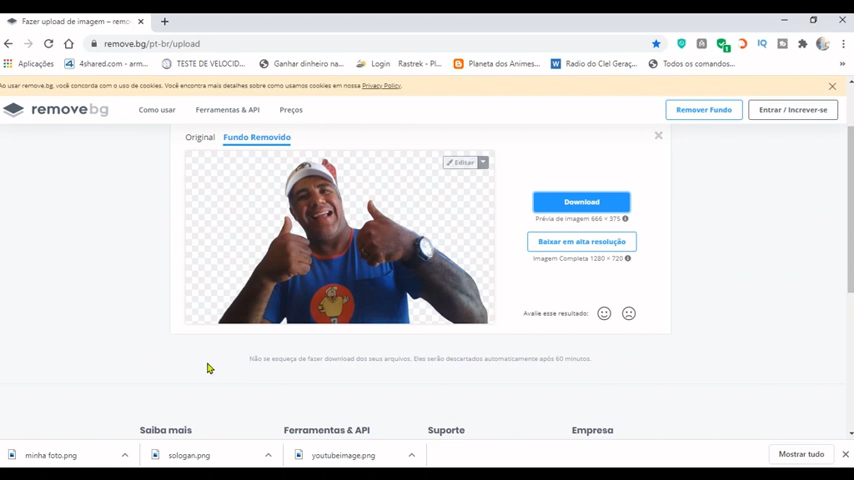 Fazer upload de imagem – remo
remove.bg/pt-br/upload
Aplicações
4shared.com - arm...
TESTE DE VELOCID...
Ganhar dinheiro na...
Login
Rastrek - Pl...
Planeta dos Animes...
Radio do Ciel Geraç...
Todos os comandos...
Ao usar remove.bg, você concorda com o uso de cookies. Você encontra mais detalhes sobre como usamos cookies em nossa Privacy Policy.
removebg
Como usar
Ferramentas & API
Preços
Remover Fundo
Entrar / Increver-se
Original
Fundo Removido
Editar
Download
Prévia de imagem 666 × 375
Baixar em alta resolução
Imagem Completa 1280 × 720
Avalie esse resultado:
Não se esqueça de fazer download dos seus arquivos. Eles serão descartados automaticamente após 60 minutos.
Saiba mais
Ferramentas & API
Suporte
Empresa
minha foto.png
sologan.png
youtubeimage.png
Mostrar tudo